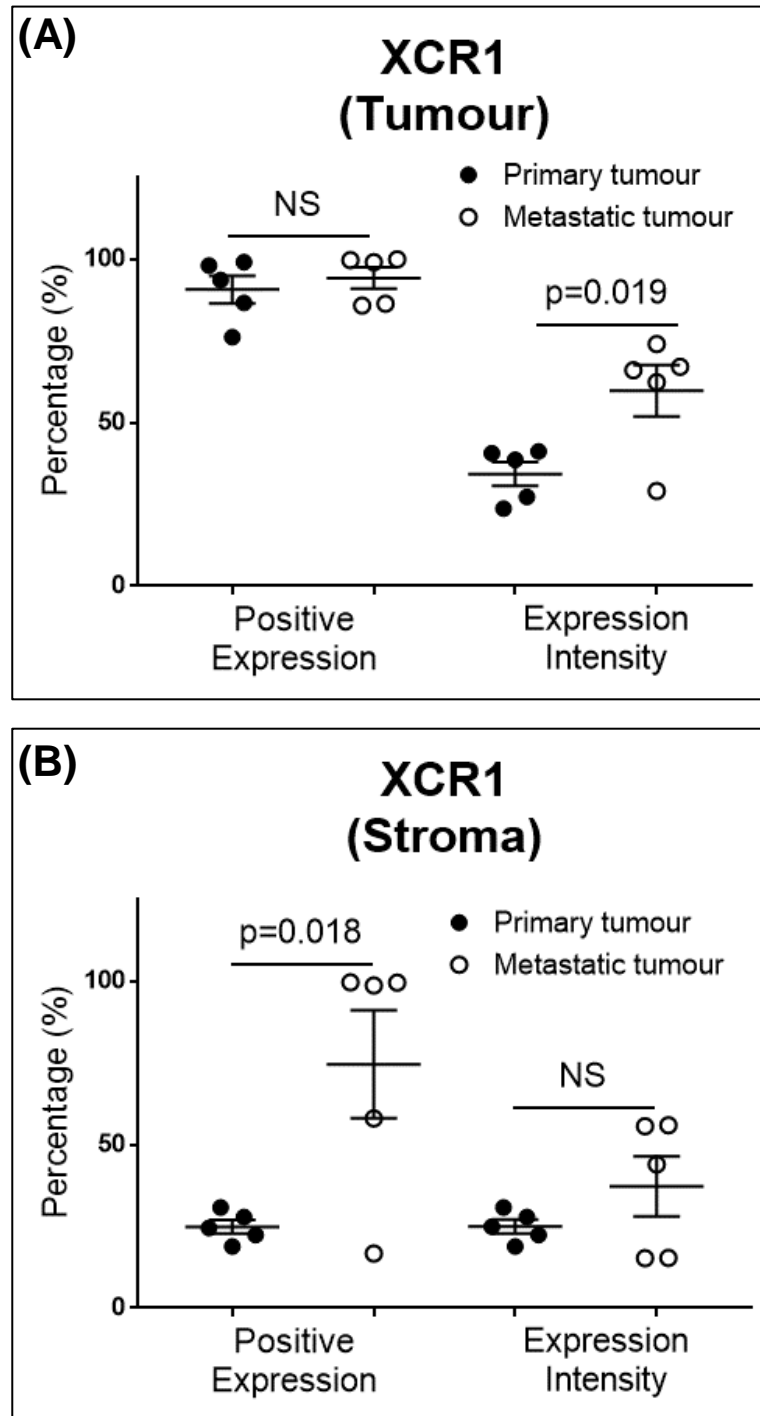 (A)
XCR1
(Tumour)
Primary tumour
Metastatic tumour
NS
p=0.019
Percentage (%)
100
50
0
Positive
Expression
Expression
Intensity
(B)
XCR1
(Stroma)
Primary tumour
Metastatic tumour
p=0.018
NS
Percentage (%)
100
50
0
Positive
Expression
Expression
Intensity